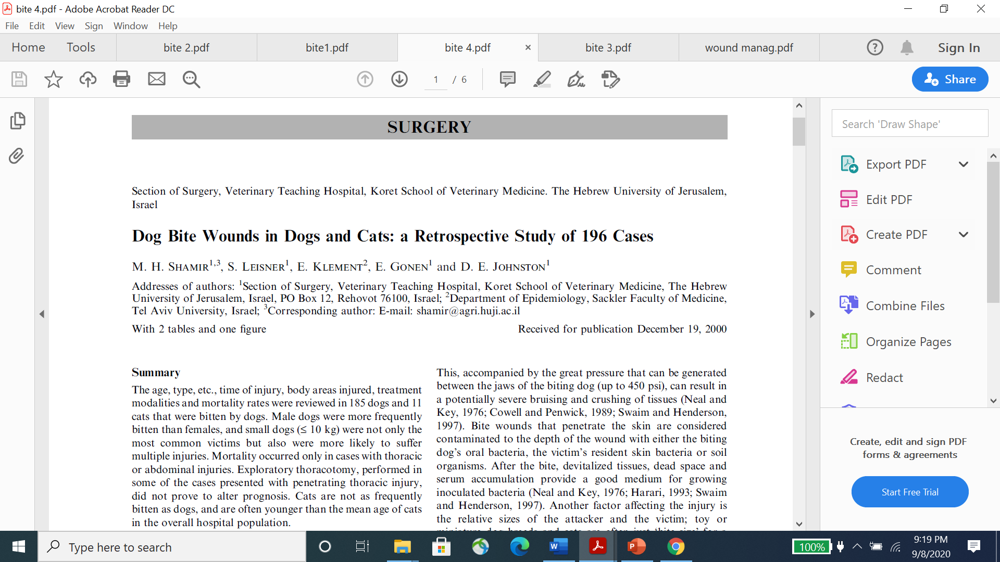 bite 4.pdf - Adobe Acrobat Reader DC
File Edit View Sign Window Help
Home Tools bite 2.pdf bite1.pdf bite 4.pdf bite 3.pdf wound manag.pdf Sign In
1 / 6
Share
SURGERY
Section of Surgery, Veterinary Teaching Hospital, Koret School of Veterinary Medicine. The Hebrew University of Jerusalem,
Israel
Dog Bite Wounds in Dogs and Cats: a Retrospective Study of 196 Cases
M. H. Shamir1,3, S. Leisner1, E. Klement2, E. Gonen1 and D. E. Johnston1
Addresses of authors: 1Section of Surgery, Veterinary Teaching Hospital, Koret School of Veterinary Medicine, The Hebrew
University of Jerusalem, Israel, PO Box 12, Rehovot 76100, Israel; 2Department of Epidemiology, Sackler Faculty of Medicine,
Tel Aviv University, Israel; 3Corresponding author: E-mail: shamir@agri.huji.ac.il
With 2 tables and one figure Received for publication December 19, 2000
Summary
The age, type, etc., time of injury, body areas injured, treatment
modalities and mortality rates were reviewed in 185 dogs and 11
cats that were bitten by dogs. Male dogs were more frequently
bitten than females, and small dogs (≤ 10 kg) were not only the
most common victims but also were more likely to suffer
multiple injuries. Mortality occurred only in cases with thoracic
or abdominal injuries. Exploratory thoracotomy, performed in
some of the cases presented with penetrating thoracic injury,
did not prove to alter prognosis. Cats are not as frequently
bitten as dogs, and are often younger than the mean age of cats
in the overall hospital population.
This, accompanied by the great pressure that can be generated
between the jaws of the biting dog (up to 450 psi), can result in
a potentially severe bruising and crushing of tissues (Neal and
Key, 1976; Cowell and Penwick, 1989; Swaim and Henderson,
1997). Bite wounds that penetrate the skin are considered
contaminated to the depth of the wound with either the biting
dog's oral bacteria, the victim's resident skin bacteria or soil
organisms. After the bite, devitalized tissues, dead space and
serum accumulation provide a good medium for growing
inoculated bacteria (Neal and Key, 1976; Harari, 1993; Swaim
and Henderson, 1997). Another factor affecting the injury is
the relative sizes of the attacker and the victim; toy or
Search 'Draw Shape'
Export PDF
Edit PDF
Create PDF
Comment
Combine Files
Organize Pages
Redact
Create, edit and sign PDF
forms & agreements
Start Free Trial
Type here to search
100%
9:19 PM
9/8/2020